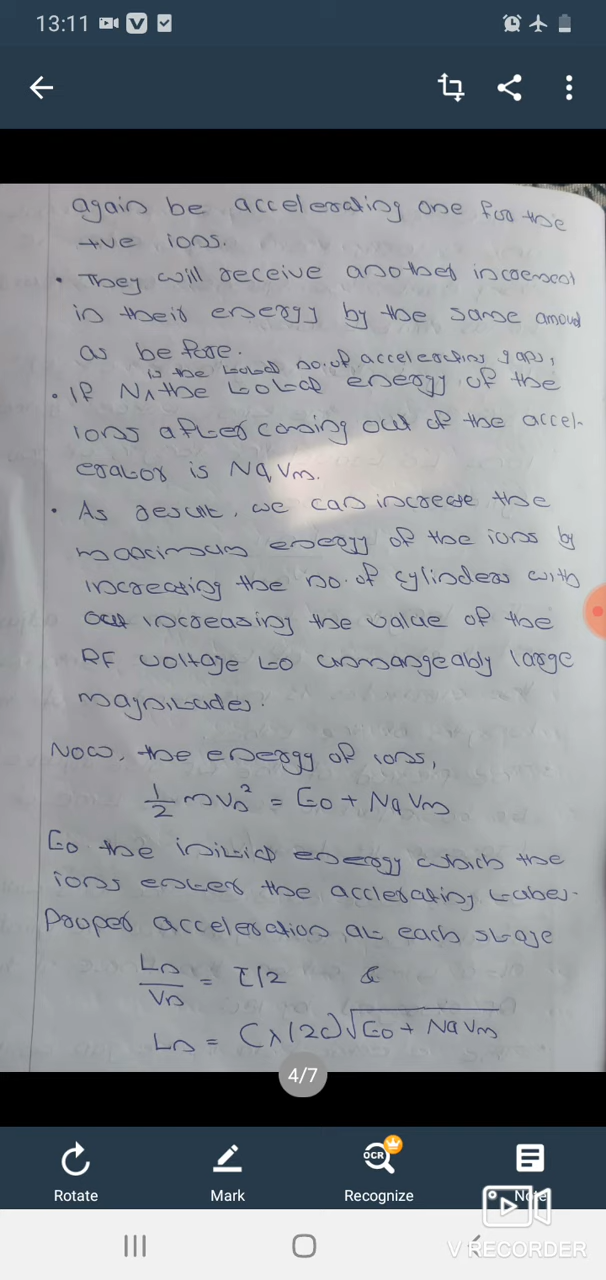 13:11
again be accelerating one for the
+ve ions.
• They will receive another increment
in their energy by the same amount
as before.
is the total no. of accelerating gaps,
• If N ʌ the total energy of the
ions after coming out of the accel-
erator is NqVm.
• As result, we can increase the
maximum energy of the ions by
increasing the no. of cylinders with
out increasing the value of the
RF voltage to unmangeably large
magnitudes.
Now, the energy of ions,
1/2 mvn² = E0 + NqVm
E0 the initial energy which the
ions enter the acclerating tubes.
Proper acceleration at each stage
Ln/Vn = T/2 &
Ln = (λ/2c)√E0 + NqVm
4/7
OCR
Rotate Mark Recognize Note
V RECORDER